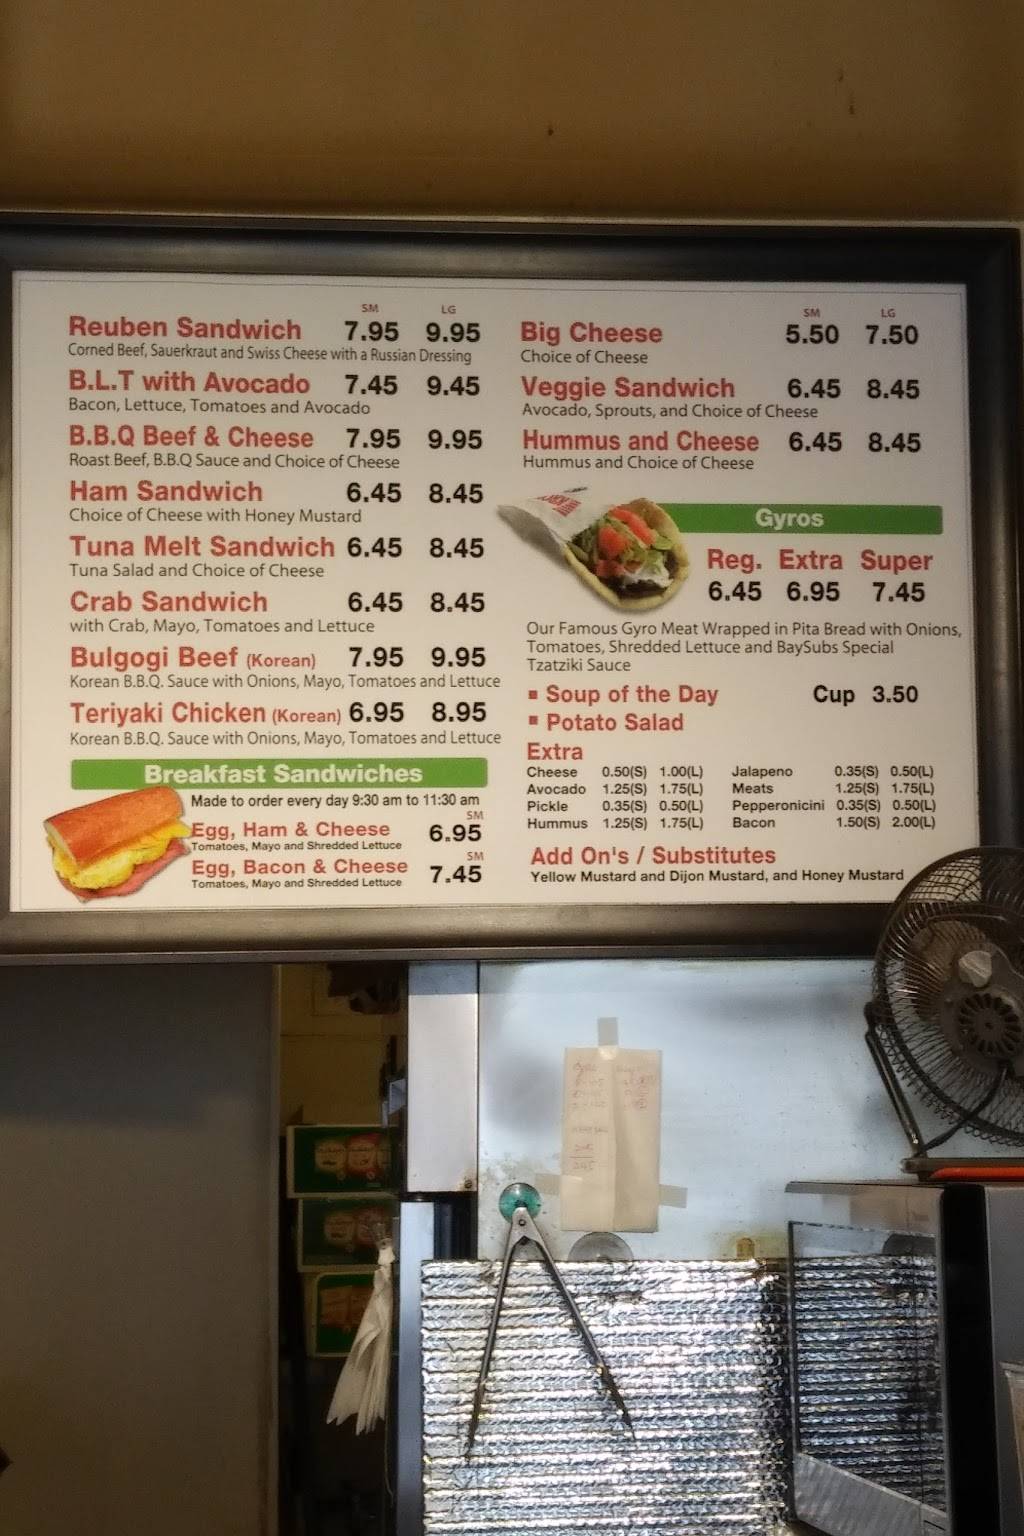 SM LG
Reuben Sandwich 7.95 9.95
Corned Beef, Sauerkraut and Swiss Cheese with a Russian Dressing
B.L.T with Avocado 7.45 9.45
Bacon, Lettuce, Tomatoes and Avocado
B.B.Q Beef & Cheese 7.95 9.95
Roast Beef, B.B.Q Sauce and Choice of Cheese
Ham Sandwich 6.45 8.45
Choice of Cheese with Honey Mustard
Tuna Melt Sandwich 6.45 8.45
Tuna Salad and Choice of Cheese
Crab Sandwich 6.45 8.45
with Crab, Mayo, Tomatoes and Lettuce
Bulgogi Beef (Korean) 7.95 9.95
Korean B.B.Q. Sauce with Onions, Mayo, Tomatoes and Lettuce
Teriyaki Chicken (Korean) 6.95 8.95
Korean B.B.Q. Sauce with Onions, Mayo, Tomatoes and Lettuce
Breakfast Sandwiches
Made to order every day 9:30 am to 11:30 am
SM
Egg, Ham & Cheese 6.95
Tomatoes, Mayo and Shredded Lettuce
SM
Egg, Bacon & Cheese 7.45
Tomatoes, Mayo and Shredded Lettuce
SM LG
Big Cheese 5.50 7.50
Choice of Cheese
Veggie Sandwich 6.45 8.45
Avocado, Sprouts, and Choice of Cheese
Hummus and Cheese 6.45 8.45
Hummus and Choice of Cheese
Gyros
Reg. Extra Super
6.45 6.95 7.45
Our Famous Gyro Meat Wrapped in Pita Bread with Onions,
Tomatoes, Shredded Lettuce and BaySubs Special
Tzatziki Sauce
▪ Soup of the Day Cup 3.50
▪ Potato Salad
Extra
Cheese 0.50(S) 1.00(L) Jalapeno 0.35(S) 0.50(L)
Avocado 1.25(S) 1.75(L) Meats 1.25(S) 1.75(L)
Pickle 0.35(S) 0.50(L) Pepperonicini 0.35(S) 0.50(L)
Hummus 1.25(S) 1.75(L) Bacon 1.50(S) 2.00(L)
Add On's / Substitutes
Yellow Mustard and Dijon Mustard, and Honey Mustard